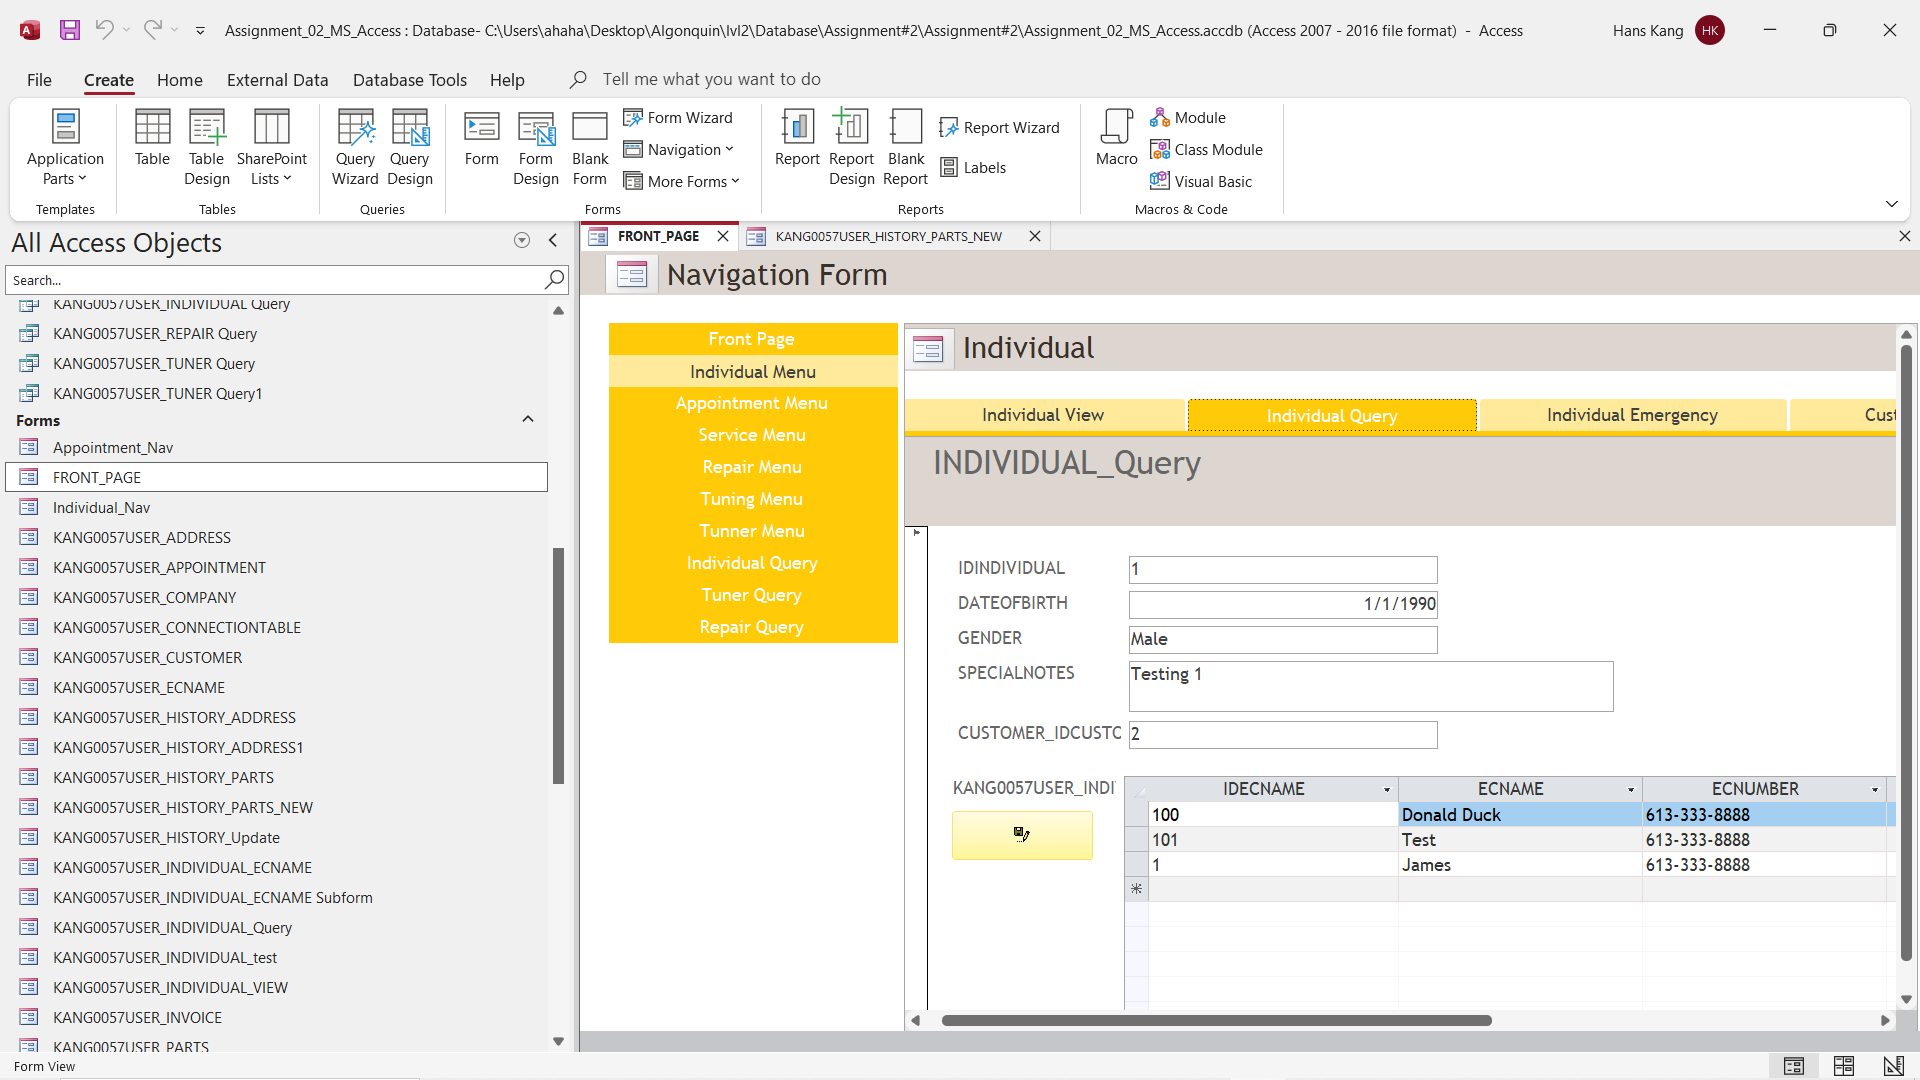 Assignment_02_MS_Access : Database- C:\Users\ahaha\Desktop\Algonquin\lvl2\Database\Assignment#2\Assignment#2\Assignment_02_MS_Access.accdb (Access 2007 - 2016 file format) - Access
Hans Kang
HK
File
Create
Home
External Data
Database Tools
Help
Tell me what you want to do
Application Parts
Templates
Table
Table Design
SharePoint Lists
Tables
Query Wizard
Query Design
Queries
Form
Form Design
Blank Form
Form Wizard
Navigation
More Forms
Forms
Report
Report Design
Blank Report
Report Wizard
Labels
Reports
Macro
Module
Class Module
Visual Basic
Macros & Code
All Access Objects
Search...
KANG0057USER_INDIVIDUAL Query
KANG0057USER_REPAIR Query
KANG0057USER_TUNER Query
KANG0057USER_TUNER Query1
Forms
Appointment_Nav
FRONT_PAGE
Individual_Nav
KANG0057USER_ADDRESS
KANG0057USER_APPOINTMENT
KANG0057USER_COMPANY
KANG0057USER_CONNECTIONTABLE
KANG0057USER_CUSTOMER
KANG0057USER_ECNAME
KANG0057USER_HISTORY_ADDRESS
KANG0057USER_HISTORY_ADDRESS1
KANG0057USER_HISTORY_PARTS
KANG0057USER_HISTORY_PARTS_NEW
KANG0057USER_HISTORY_Update
KANG0057USER_INDIVIDUAL_ECNAME
KANG0057USER_INDIVIDUAL_ECNAME Subform
KANG0057USER_INDIVIDUAL_Query
KANG0057USER_INDIVIDUAL_test
KANG0057USER_INDIVIDUAL_VIEW
KANG0057USER_INVOICE
KANG0057USER_PARTS
FRONT_PAGE
KANG0057USER_HISTORY_PARTS_NEW
Navigation Form
Front Page
Individual Menu
Appointment Menu
Service Menu
Repair Menu
Tuning Menu
Tunner Menu
Individual Query
Tuner Query
Repair Query
Individual
Individual View
Individual Query
Individual Emergency
Cust
INDIVIDUAL_Query
IDINDIVIDUAL
1
DATEOFBIRTH
1/1/1990
GENDER
Male
SPECIALNOTES
Testing 1
CUSTOMER_IDCUSTO
2
KANG0057USER_INDI
IDECNAME ECNAME ECNUMBER
100 Donald Duck 613-333-8888
101 Test 613-333-8888
1 James 613-333-8888
Form View